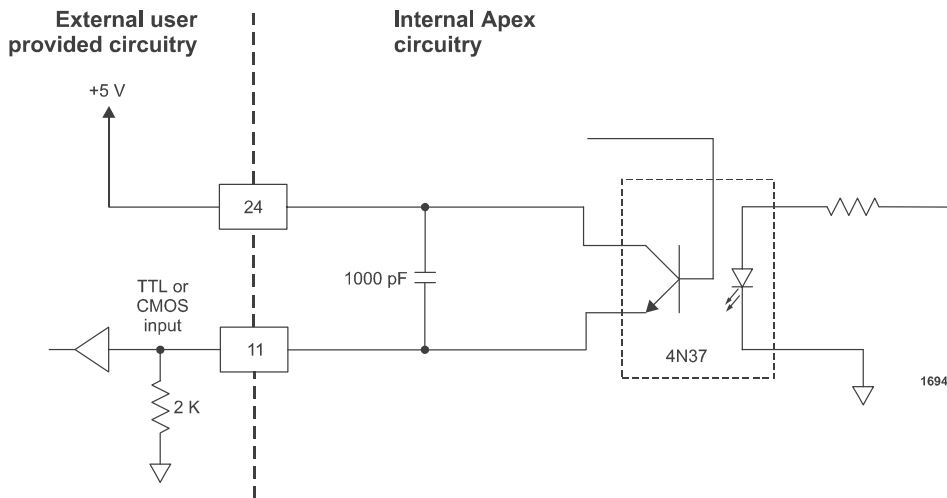 External user
provided circuitry
Internal Apex
circuitry
+5 V
24
1000 pF
TTL or
CMOS
input
11
2 K
4N37
1694